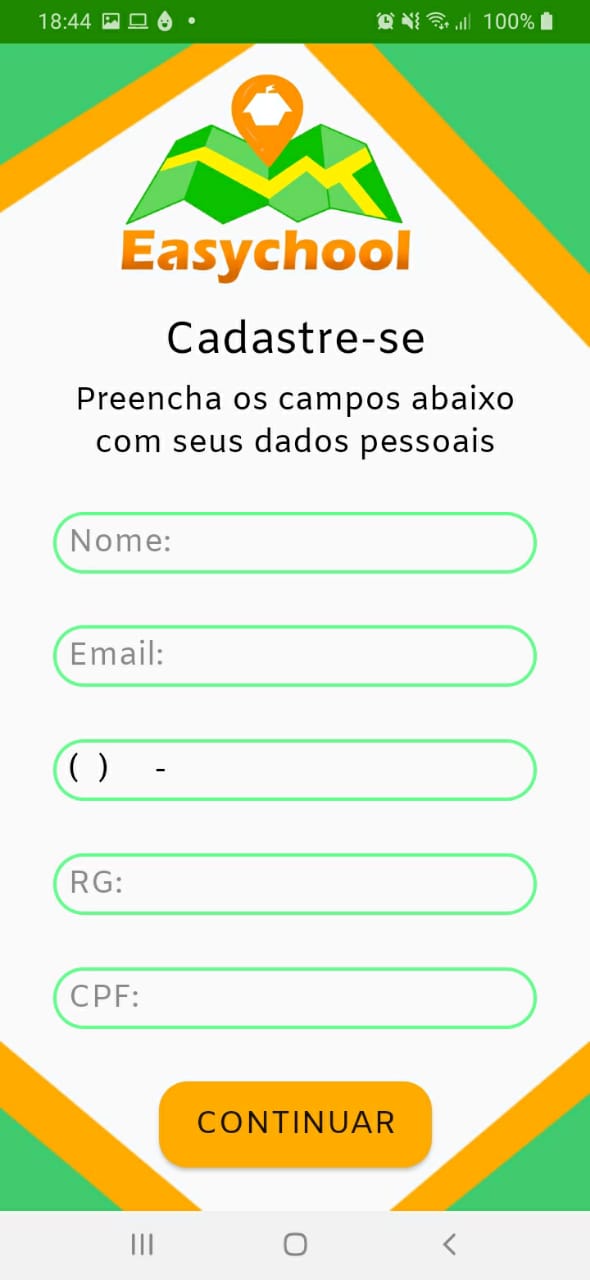 18:44 100%
Easychool
Cadastre-se
Preencha os campos abaixo
com seus dados pessoais
Nome:
Email:
( ) -
RG:
CPF:
CONTINUAR